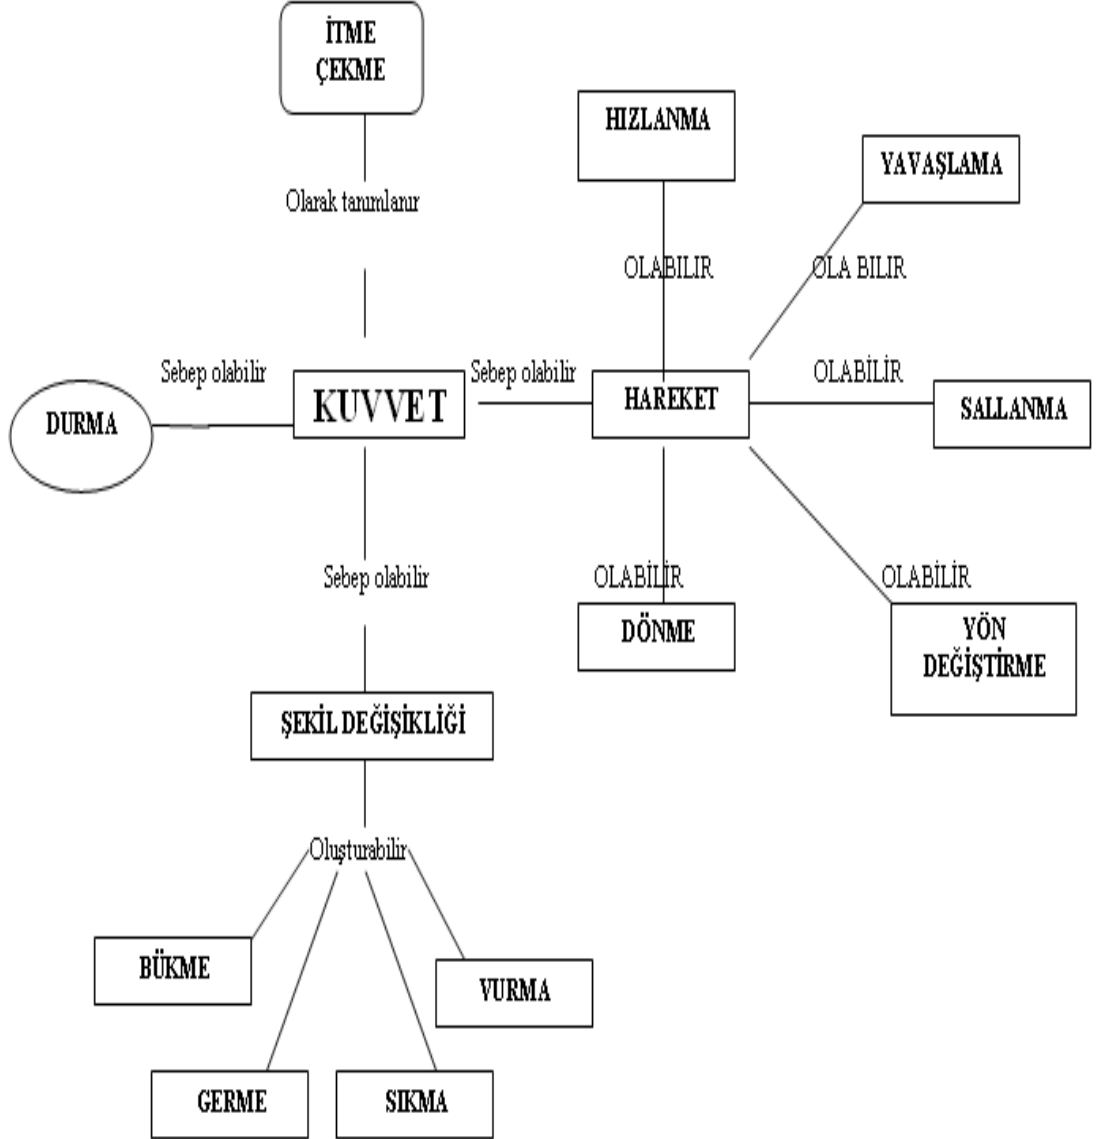 İTME
ÇEKME
HIZLANMA
YAVAŞLAMA
Olarak tanımlanır
OLABILIR
OLA BILIR
Sebep olabilir
Sebep olabilir
OLABİLİR
DURMA
KUVVET
HAREKET
SALLANMA
Sebep olabilir
OLABİLİR
OLABİLİR
DÖNME
YÖN
DEĞİŞTİRME
ŞEKİL DEĞİŞİKLİĞİ
Oluşturabilir
BÜKME
VURMA
GERME
SIKMA